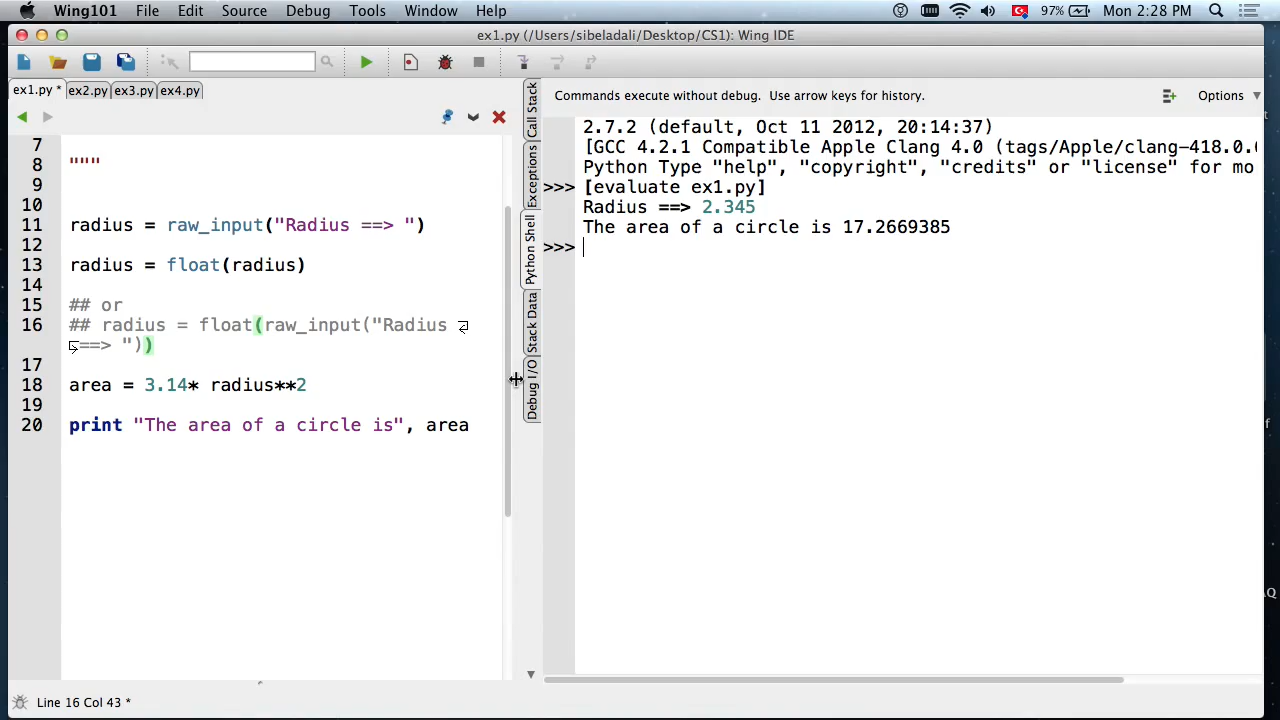 Wing101 File Edit Source Debug Tools Window Help 97% Mon 2:28 PM
ex1.py (/Users/sibeladali/Desktop/CS1): Wing IDE
ex1.py * ex2.py ex3.py ex4.py
7
8 """
9
10
11 radius = raw_input("Radius ==> ")
12
13 radius = float(radius)
14
15 ## or
16 ## radius = float(raw_input("Radius
==> "))
17
18 area = 3.14* radius**2
19
20 print "The area of a circle is", area
Line 16 Col 43 *
Call Stack
Exceptions
Python Shell
Stack Data
Debug I/O
Commands execute without debug. Use arrow keys for history. Options
2.7.2 (default, Oct 11 2012, 20:14:37)
[GCC 4.2.1 Compatible Apple Clang 4.0 (tags/Apple/clang-418.0.
Python Type "help", "copyright", "credits" or "license" for mo
>>> [evaluate ex1.py]
Radius ==> 2.345
The area of a circle is 17.2669385
>>>